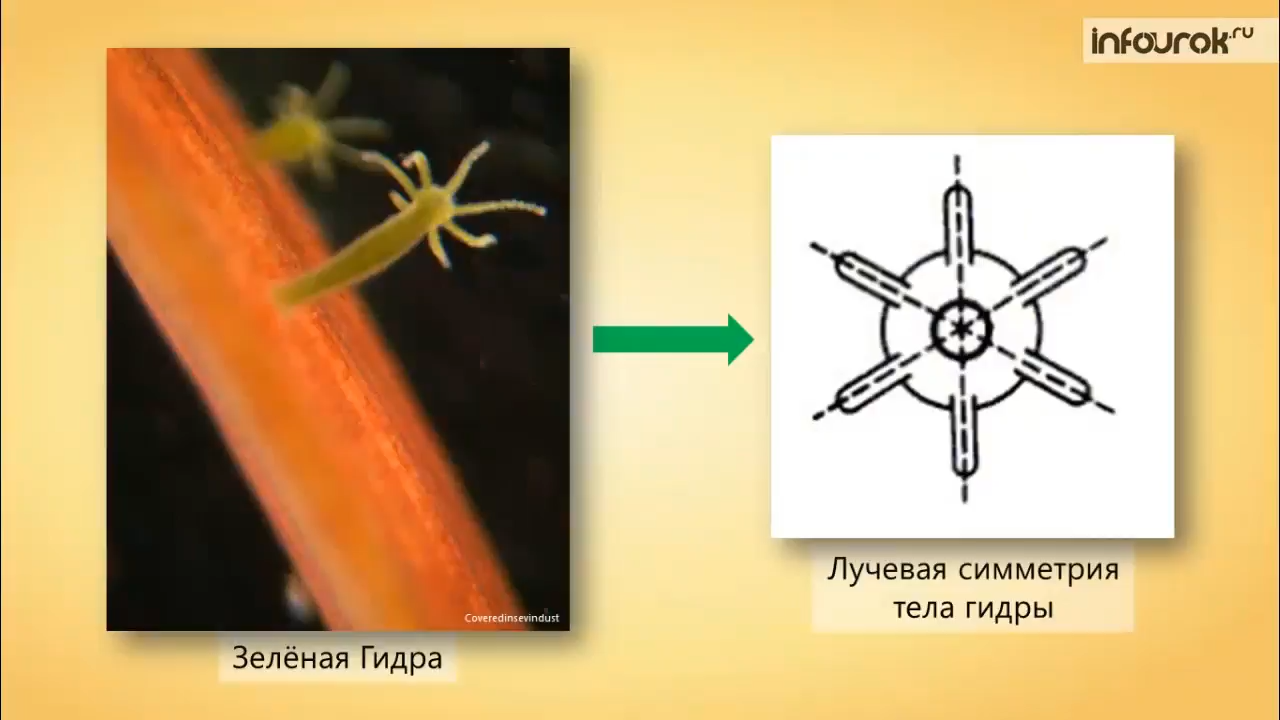 infourok.ru
Coveredinsevindust
Зелёная Гидра
Лучевая симметрия
тела гидры